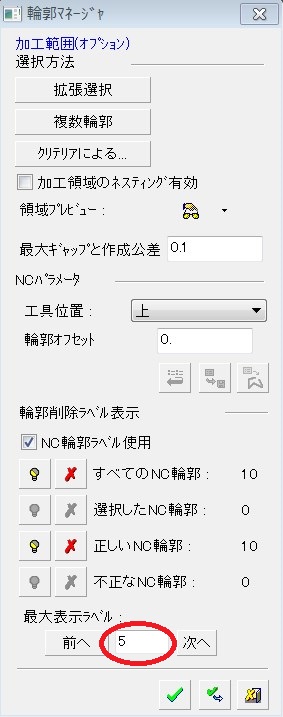 輪郭ﾏﾈｰｼﾞｬ
加工範囲(ｵﾌﾟｼｮﾝ)
選択方法
拡張選択
複数輪郭
ｸﾘﾃﾘｱによる...
加工領域のﾈｽﾃｨﾝｸﾞ有効
領域ﾌﾟﾚﾋﾞｭｰ :
最大ｷﾞｬｯﾌﾟと作成公差 0.1
NCﾊﾟﾗﾒｰﾀ
工具位置 : 上
輪郭ｵﾌｾｯﾄ 0.
輪郭削除ﾗﾍﾞﾙ表示
NC輪郭ﾗﾍﾞﾙ使用
すべてのNC輪郭 : 10
選択したNC輪郭 : 0
正しいNC輪郭 : 10
不正なNC輪郭 : 0
最大表示ﾗﾍﾞﾙ :
前へ 5 次へ